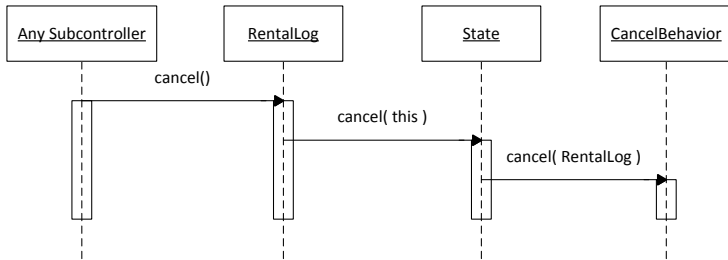 Any Subcontroller
RentalLog
State
CancelBehavior
cancel()
cancel( this )
cancel( RentalLog )